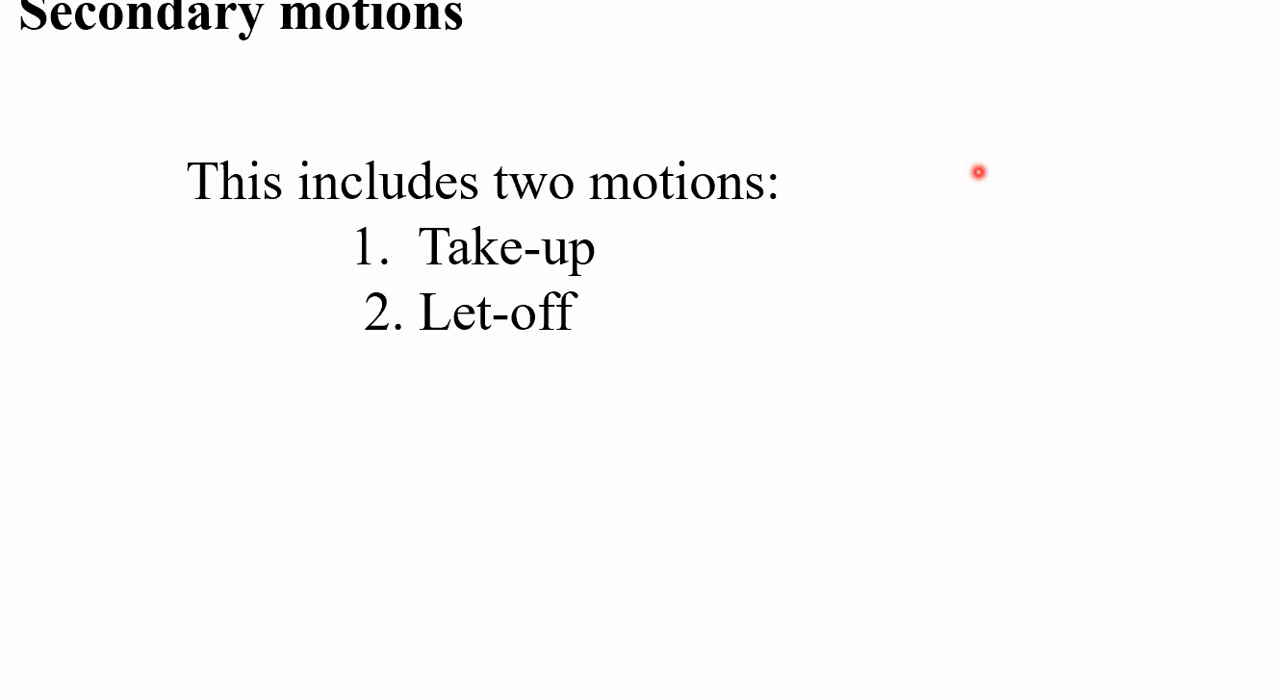 Secondary motions
This includes two motions:
1. Take-up
2. Let-off